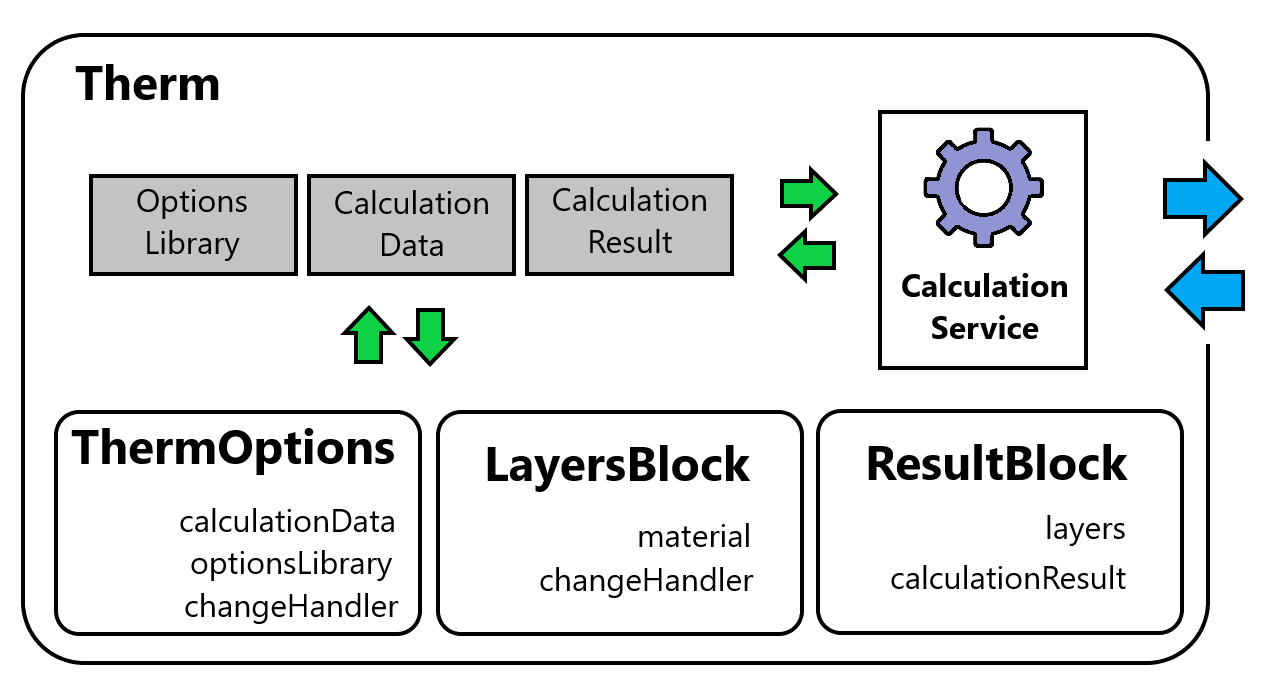 Therm
Options
Library
Calculation
Data
Calculation
Result
Calculation
Service
ThermOptions
calculationData
optionsLibrary
changeHandler
LayersBlock
material
changeHandler
ResultBlock
layers
calculationResult